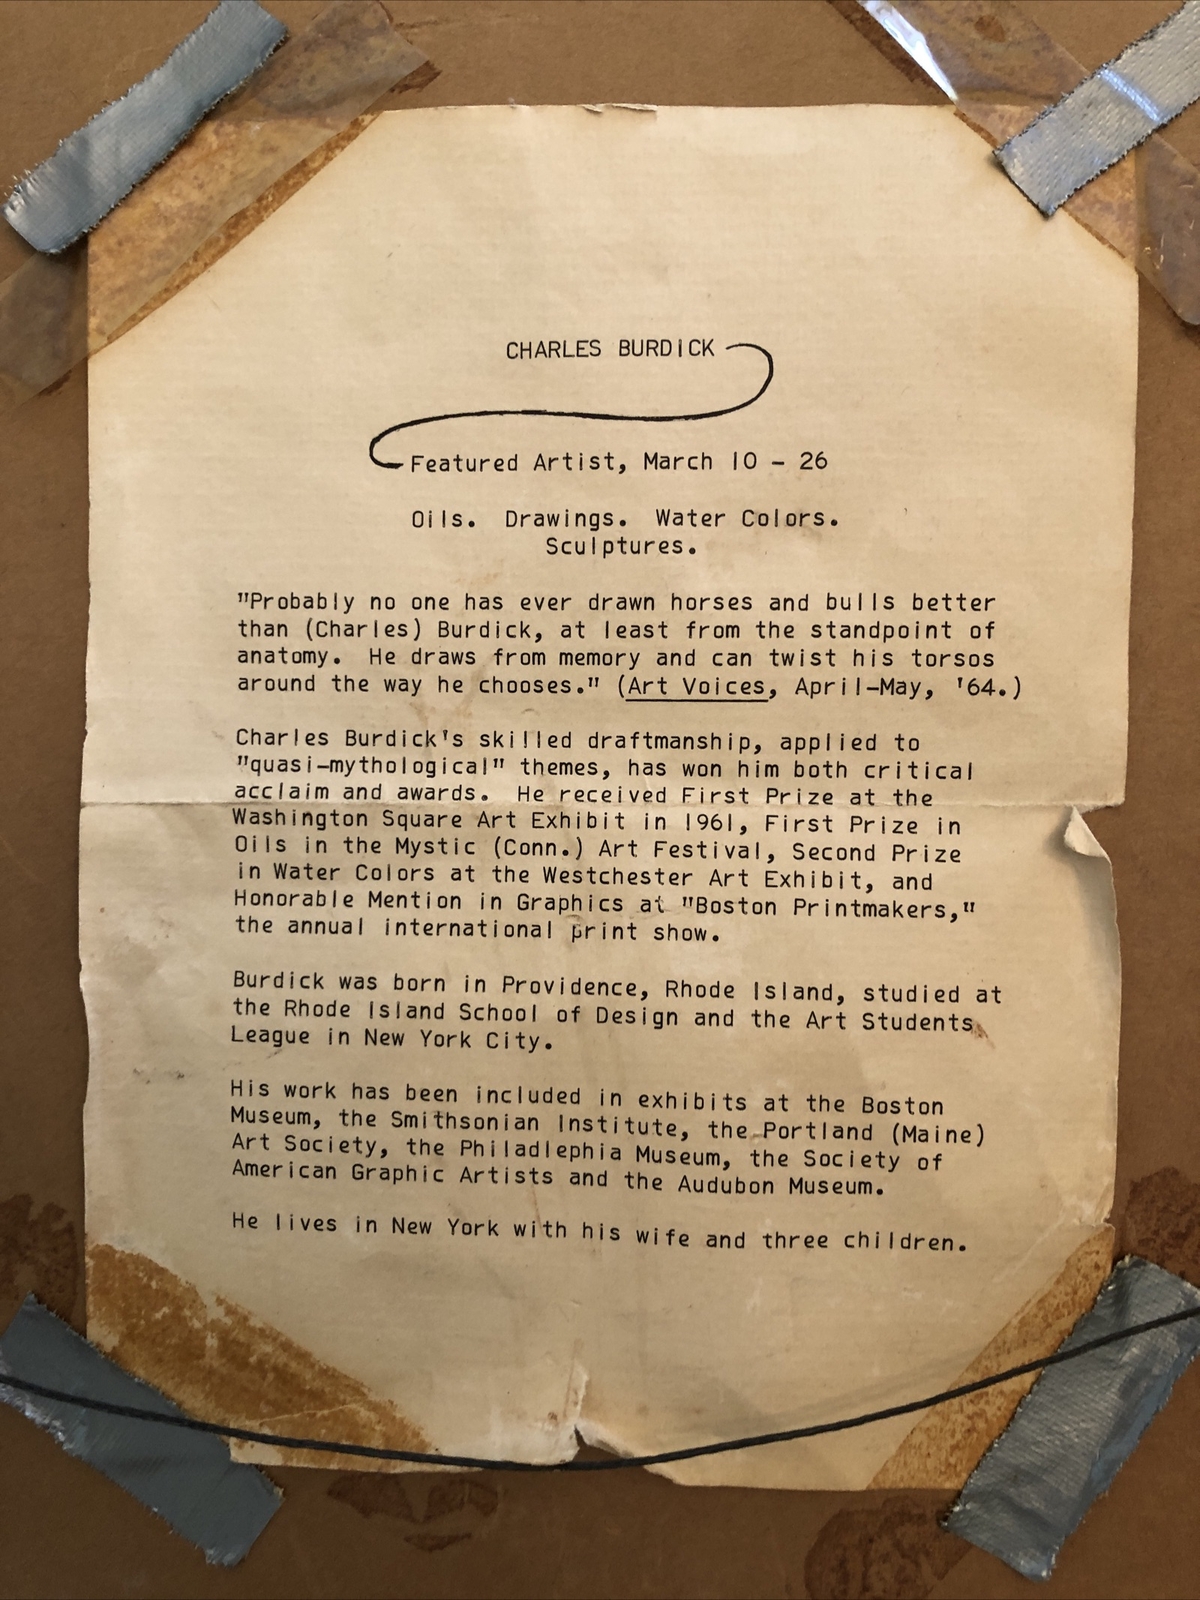 CHARLES BURDICK
Featured Artist, March 10 - 26
Oils. Drawings. Water Colors.
Sculptures.
"Probably no one has ever drawn horses and bulls better
than (Charles) Burdick, at least from the standpoint of
anatomy. He draws from memory and can twist his torsos
around the way he chooses." (Art Voices, April-May, '64.)
Charles Burdick's skilled draftmanship, applied to
"quasi-mythological" themes, has won him both critical
acclaim and awards. He received First Prize at the
Washington Square Art Exhibit in 1961, First Prize in
Oils in the Mystic (Conn.) Art Festival, Second Prize
in Water Colors at the Westchester Art Exhibit, and
Honorable Mention in Graphics at "Boston Printmakers,"
the annual international print show.
Burdick was born in Providence, Rhode Island, studied at
the Rhode Island School of Design and the Art Students
League in New York City.
His work has been included in exhibits at the Boston
Museum, the Smithsonian Institute, the Portland (Maine)
Art Society, the Philadlephia Museum, the Society of
American Graphic Artists and the Audubon Museum.
He lives in New York with his wife and three children.